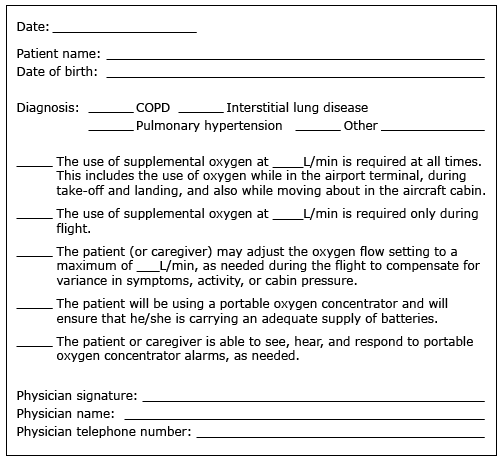 Date: ____________________
Patient name: ____________________
Date of birth: ____________________
Diagnosis: ______ COPD ______ Interstitial lung disease
______ Pulmonary hypertension ______ Other ______________
_____ The use of supplemental oxygen at ____L/min is required at all times.
This includes the use of oxygen while in the airport terminal, during
take-off and landing, and also while moving about in the aircraft cabin.
_____ The use of supplemental oxygen at ____L/min is required only during
flight.
_____ The patient (or caregiver) may adjust the oxygen flow setting to a
maximum of ___L/min, as needed during the flight to compensate for
variance in symptoms, activity, or cabin pressure.
_____ The patient will be using a portable oxygen concentrator and will
ensure that he/she is carrying an adequate supply of batteries.
_____ The patient or caregiver is able to see, hear, and respond to portable
oxygen concentrator alarms, as needed.
Physician signature: ____________________
Physician name: ____________________
Physician telephone number: ____________________